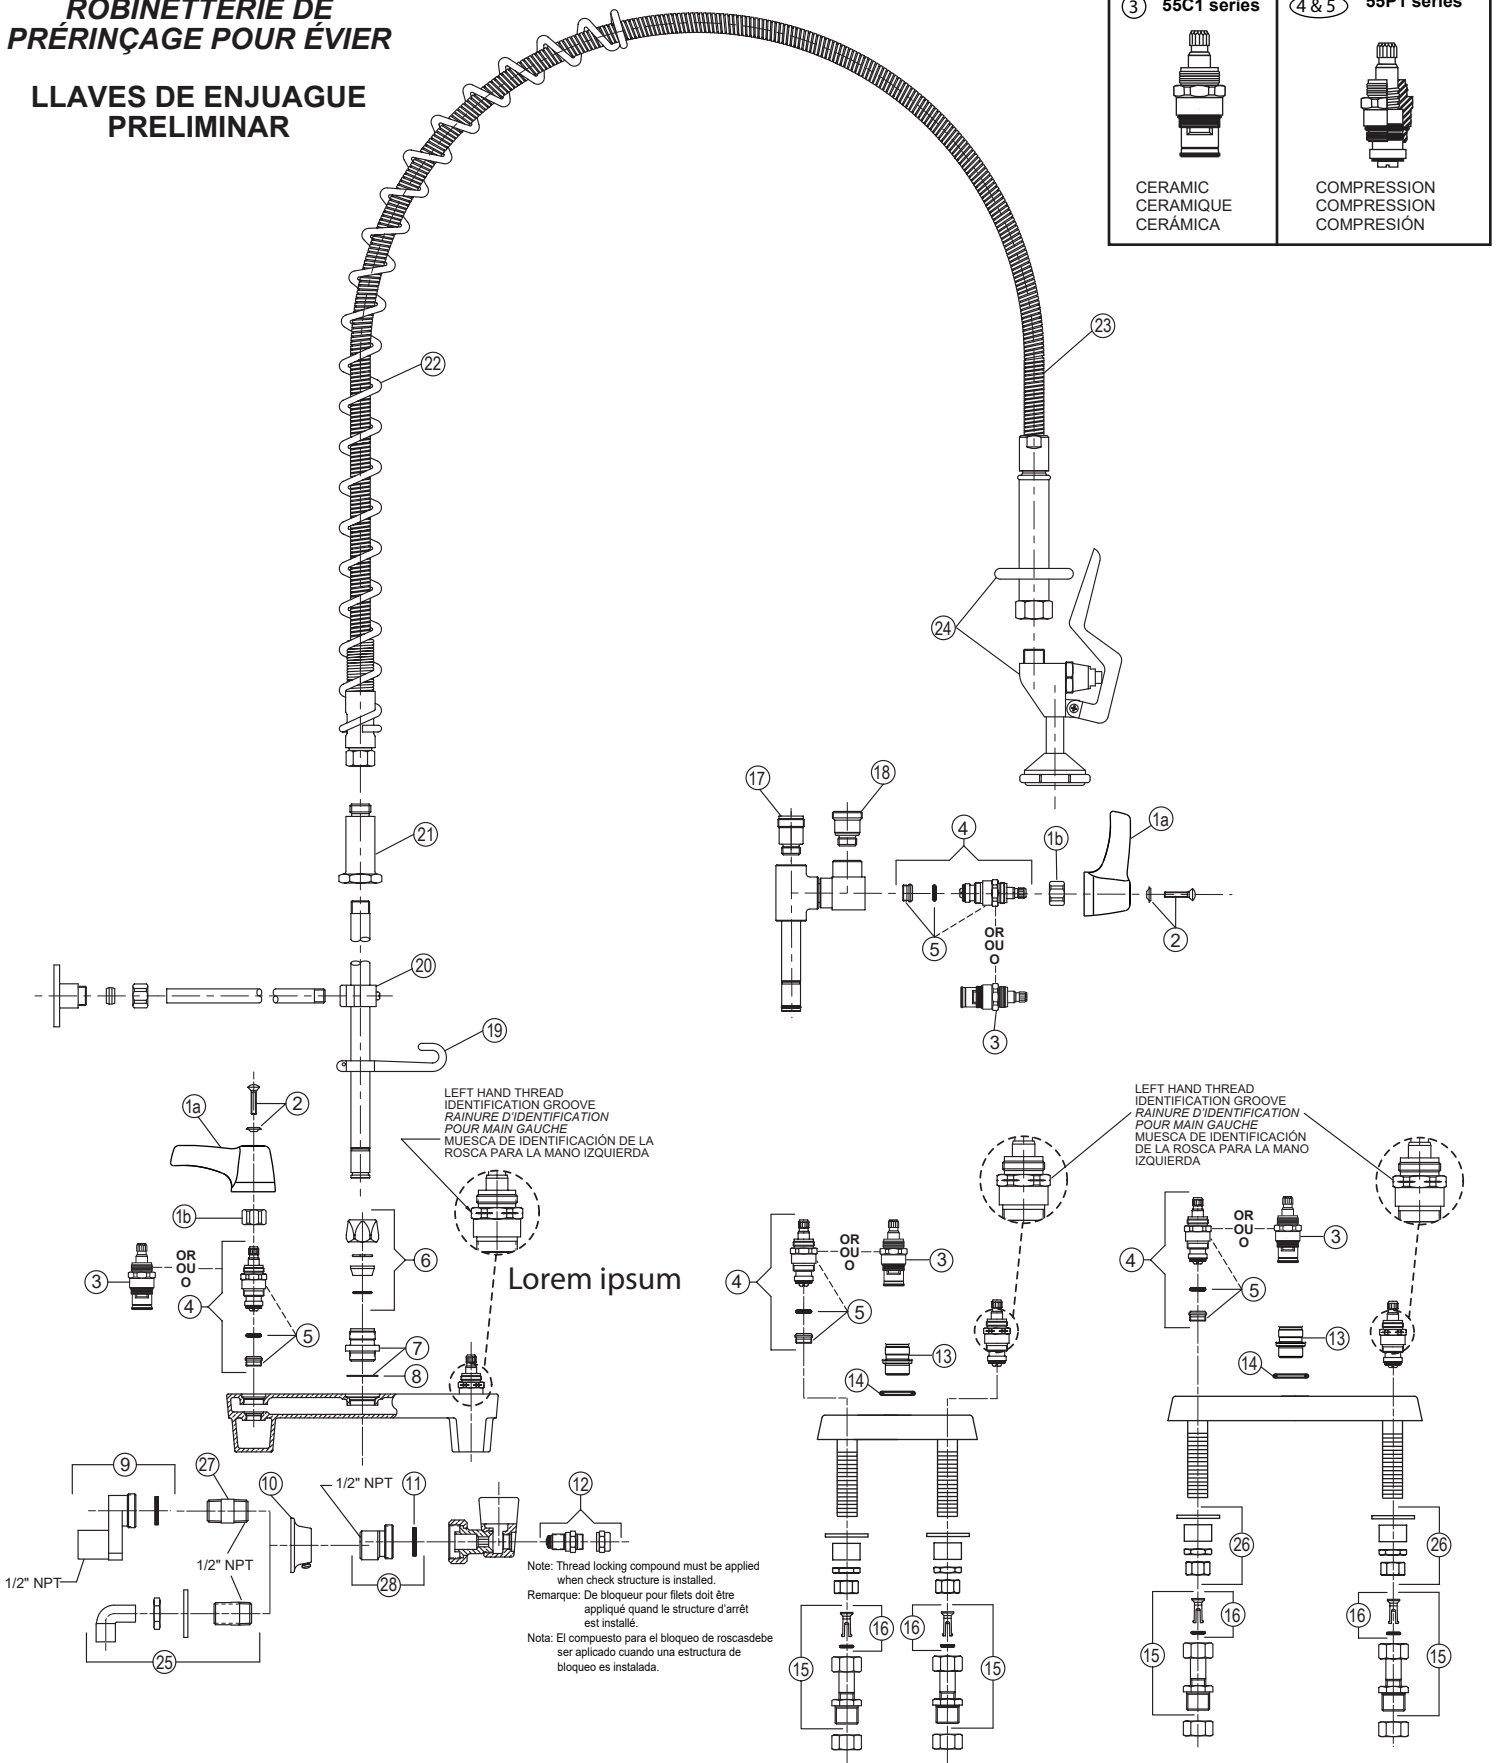 ROBINETTERIE DE
PRÉRINÇAGE POUR ÉVIER
LLAVES DE ENJUAGUE
PRELIMINAR
3 55C1 series
4 & 5 55P1 series
CERAMIC
CERAMIQUE
CERÁMICA
COMPRESSION
COMPRESSION
COMPRESIÓN
23
22
24
17
18
21
4
1b
1a
5
OR
OU
O
2
3
20
19
LEFT HAND THREAD
IDENTIFICATION GROOVE
RAINURE D'IDENTIFICATION
POUR MAIN GAUCHE
MUESCA DE IDENTIFICACIÓN DE LA
ROSCA PARA LA MANO IZQUIERDA
LEFT HAND THREAD
IDENTIFICATION GROOVE
RAINURE D'IDENTIFICATION
POUR MAIN GAUCHE
MUESCA DE IDENTIFICACIÓN
DE LA ROSCA PARA LA MANO
IZQUIERDA
1a
2
1b
3
OR
OU
O
4
5
6
7
8
Lorem ipsum
4
OR
OU
O
3
5
13
14
4
OR
OU
O
3
5
13
14
9
27
10
1/2" NPT
11
12
1/2" NPT
1/2" NPT
28
25
Note: Thread locking compound must be applied
when check structure is installed.
Remarque: De bloqueur pour filets doit être
appliqué quand le structure d'arrêt
est installé.
Nota: El compuesto para el bloqueo de roscasdebe
ser aplicado cuando una estructura de
bloqueo es instalada.
16
16
15
15
26
26
16
16
15
15